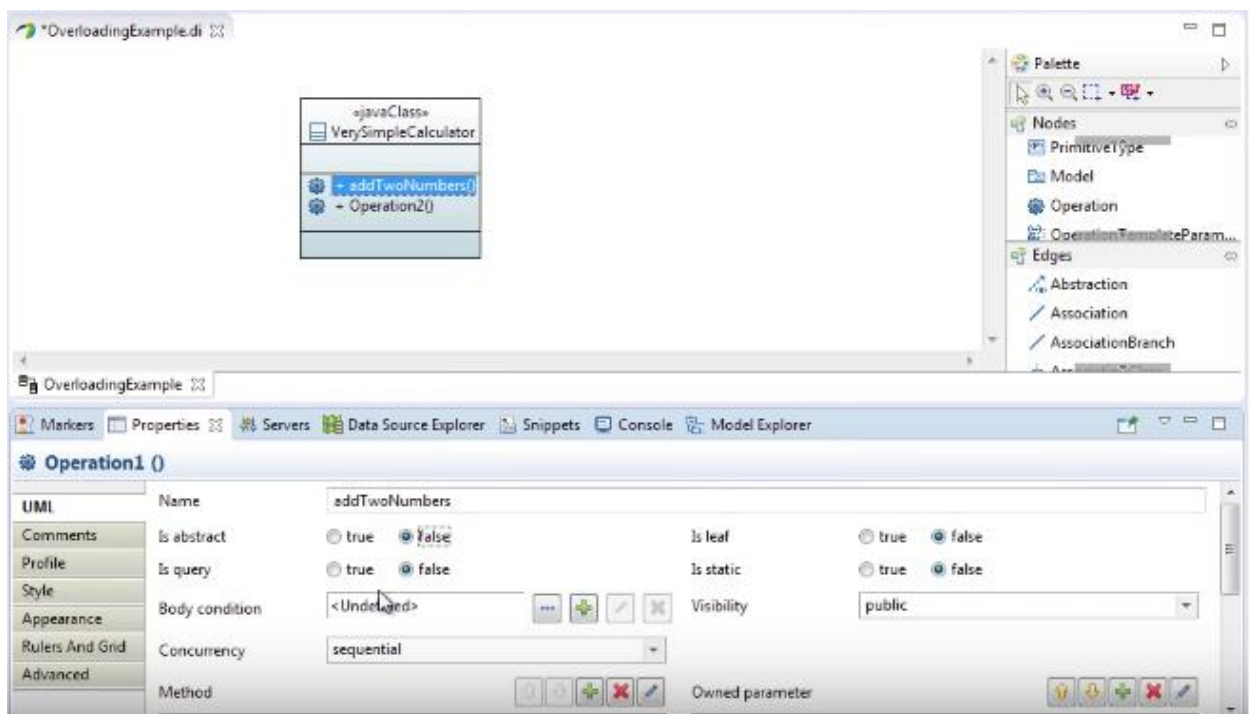 *OverloadingExample.di
«javaClass»
VerySimpleCalculator
+ addTwoNumbers()
+ Operation2()
Palette
Nodes
PrimitiveType
Model
Operation
OperationTemplateParam...
Edges
Abstraction
Association
AssociationBranch
OverloadingExample
Markers Properties Servers Data Source Explorer Snippets Console Model Explorer
Operation1 ()
UML
Comments
Profile
Style
Appearance
Rulers And Grid
Advanced
Name addTwoNumbers
Is abstract true false Is leaf true false
Is query true false Is static true false
Body condition <Undefined> Visibility public
Concurrency sequential
Method Owned parameter